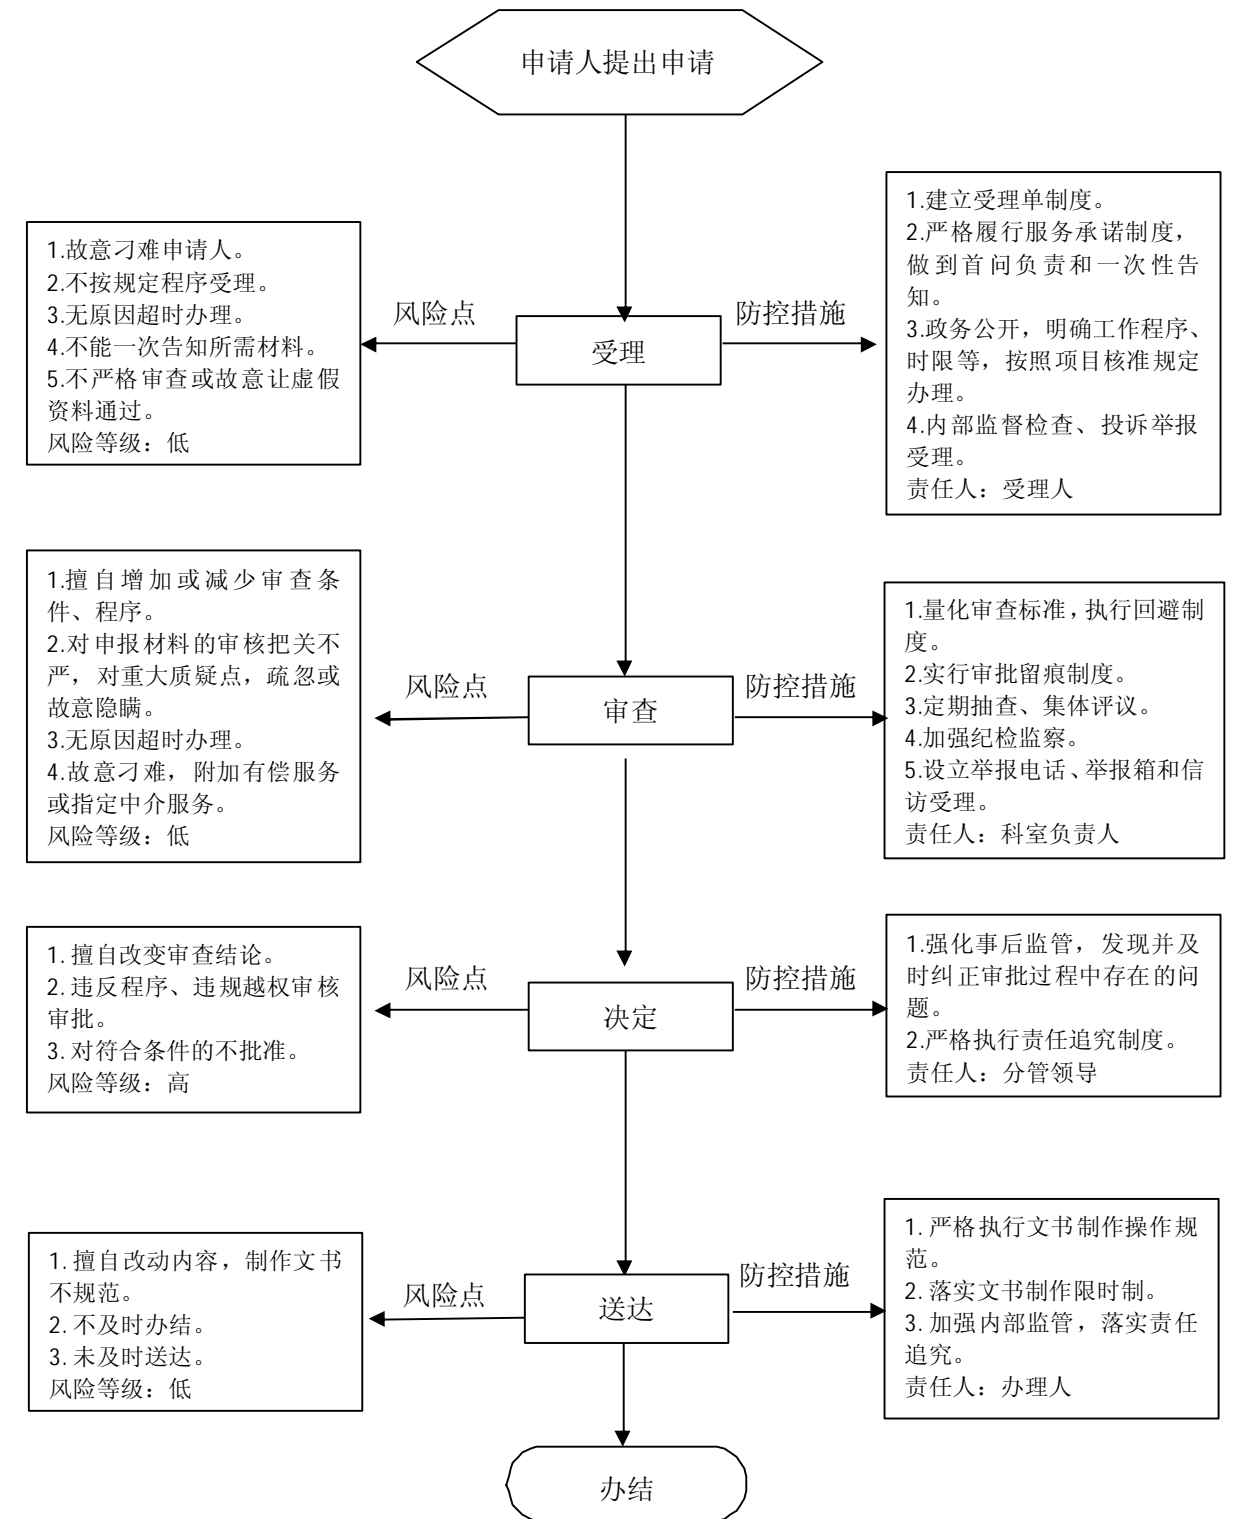 申请人提出申请
1.故意刁难申请人。
2.不按规定程序受理。
3.无原因超时办理。
4.不能一次告知所需材料。
5.不严格审查或故意让虚假
资料通过。
风险等级：低
风险点
受理
防控措施
1.建立受理单制度。
2.严格履行服务承诺制度，
做到首问负责和一次性告
知。
3.政务公开，明确工作程序、
时限等，按照项目核准规定
办理。
4.内部监督检查、投诉举报
受理。
责任人：受理人
1.擅自增加或减少审查条
件、程序。
2.对申报材料的审核把关不
严，对重大质疑点，疏忽或
故意隐瞒。
3.无原因超时办理。
4.故意刁难，附加有偿服务
或指定中介服务。
风险等级：低
风险点
审查
防控措施
1.量化审查标准，执行回避制
度。
2.实行审批留痕制度。
3.定期抽查、集体评议。
4.加强纪检监察。
5.设立举报电话、举报箱和信
访受理。
责任人：科室负责人
1. 擅自改变审查结论。
2. 违反程序、违规越权审核
审批。
3. 对符合条件的不批准。
风险等级：高
风险点
决定
防控措施
1.强化事后监管，发现并及
时纠正审批过程中存在的问
题。
2.严格执行责任追究制度。
责任人：分管领导
1. 擅自改动内容，制作文书
不规范。
2. 不及时办结。
3. 未及时送达。
风险等级：低
风险点
送达
防控措施
1. 严格执行文书制作操作规
范。
2. 落实文书制作限时制。
3. 加强内部监管，落实责任
追究。
责任人：办理人
办结